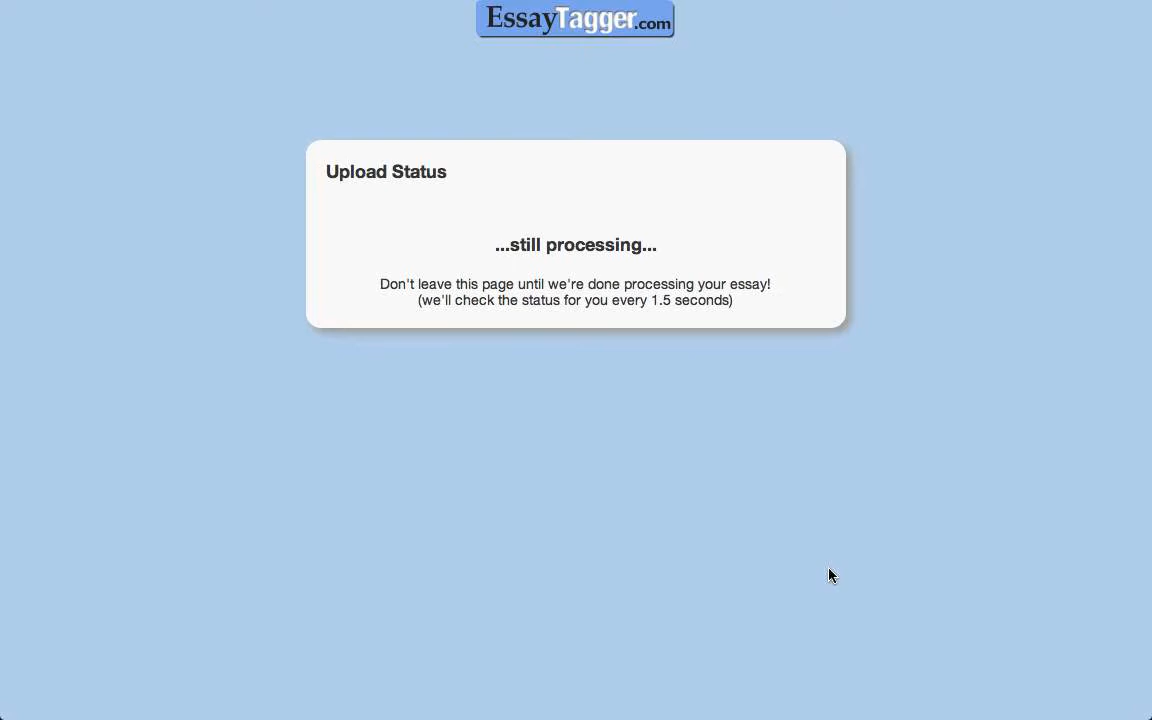 EssayTagger.com
Upload Status
...still processing...
Don't leave this page until we're done processing your essay!
(we'll check the status for you every 1.5 seconds)